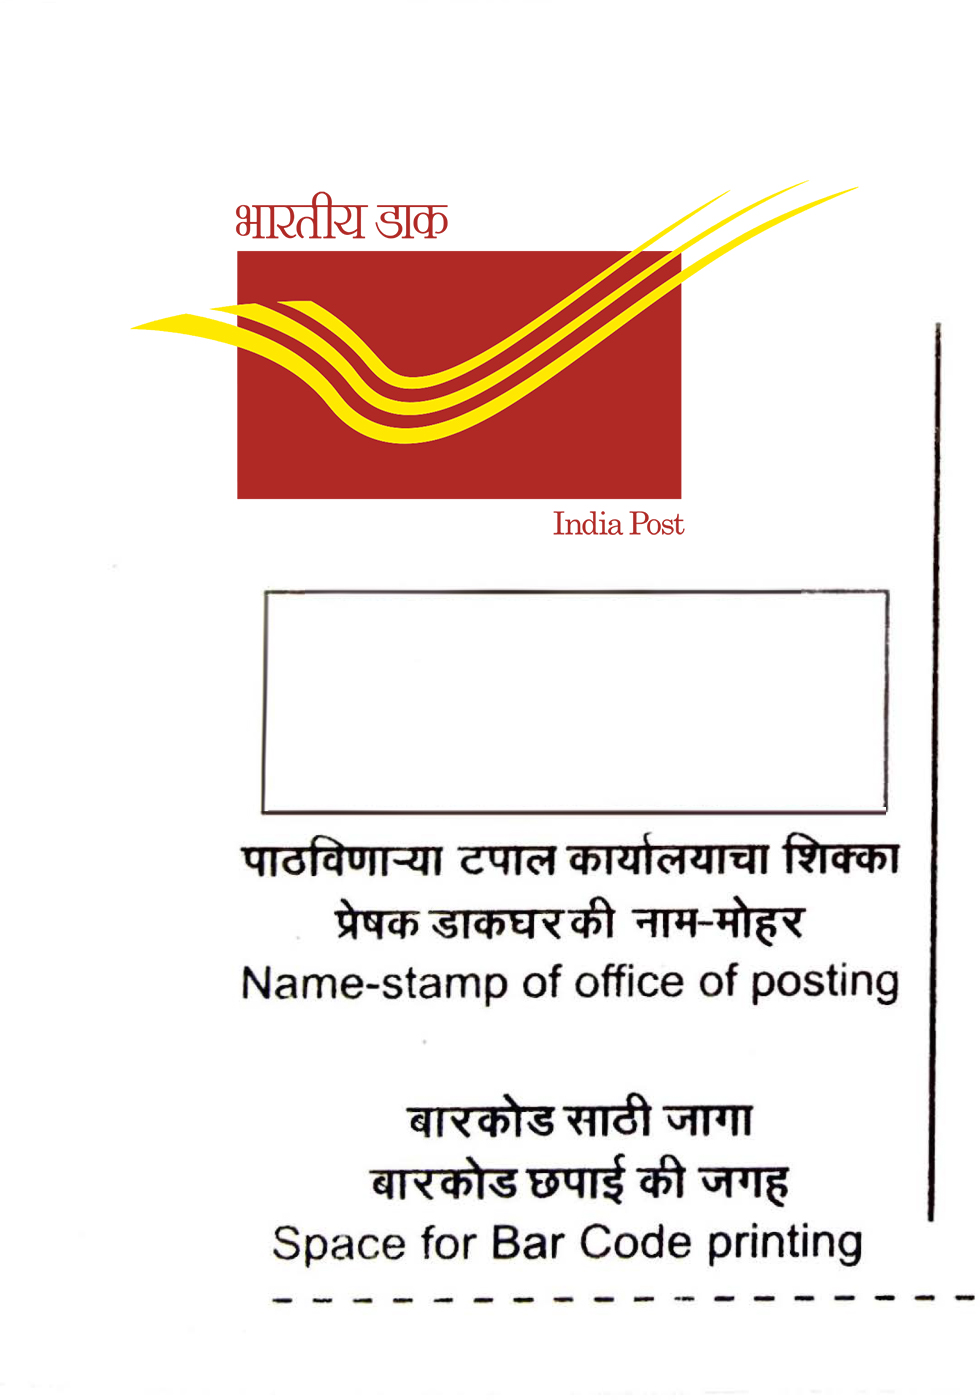 भारतीय डाक
India Post
पाठविणाऱ्या टपाल कार्यालयाचा शिक्का
प्रेषक डाकघर की नाम-मोहर
Name-stamp of office of posting
बारकोड साठी जागा
बारकोड छपाई की जगह
Space for Bar Code printing